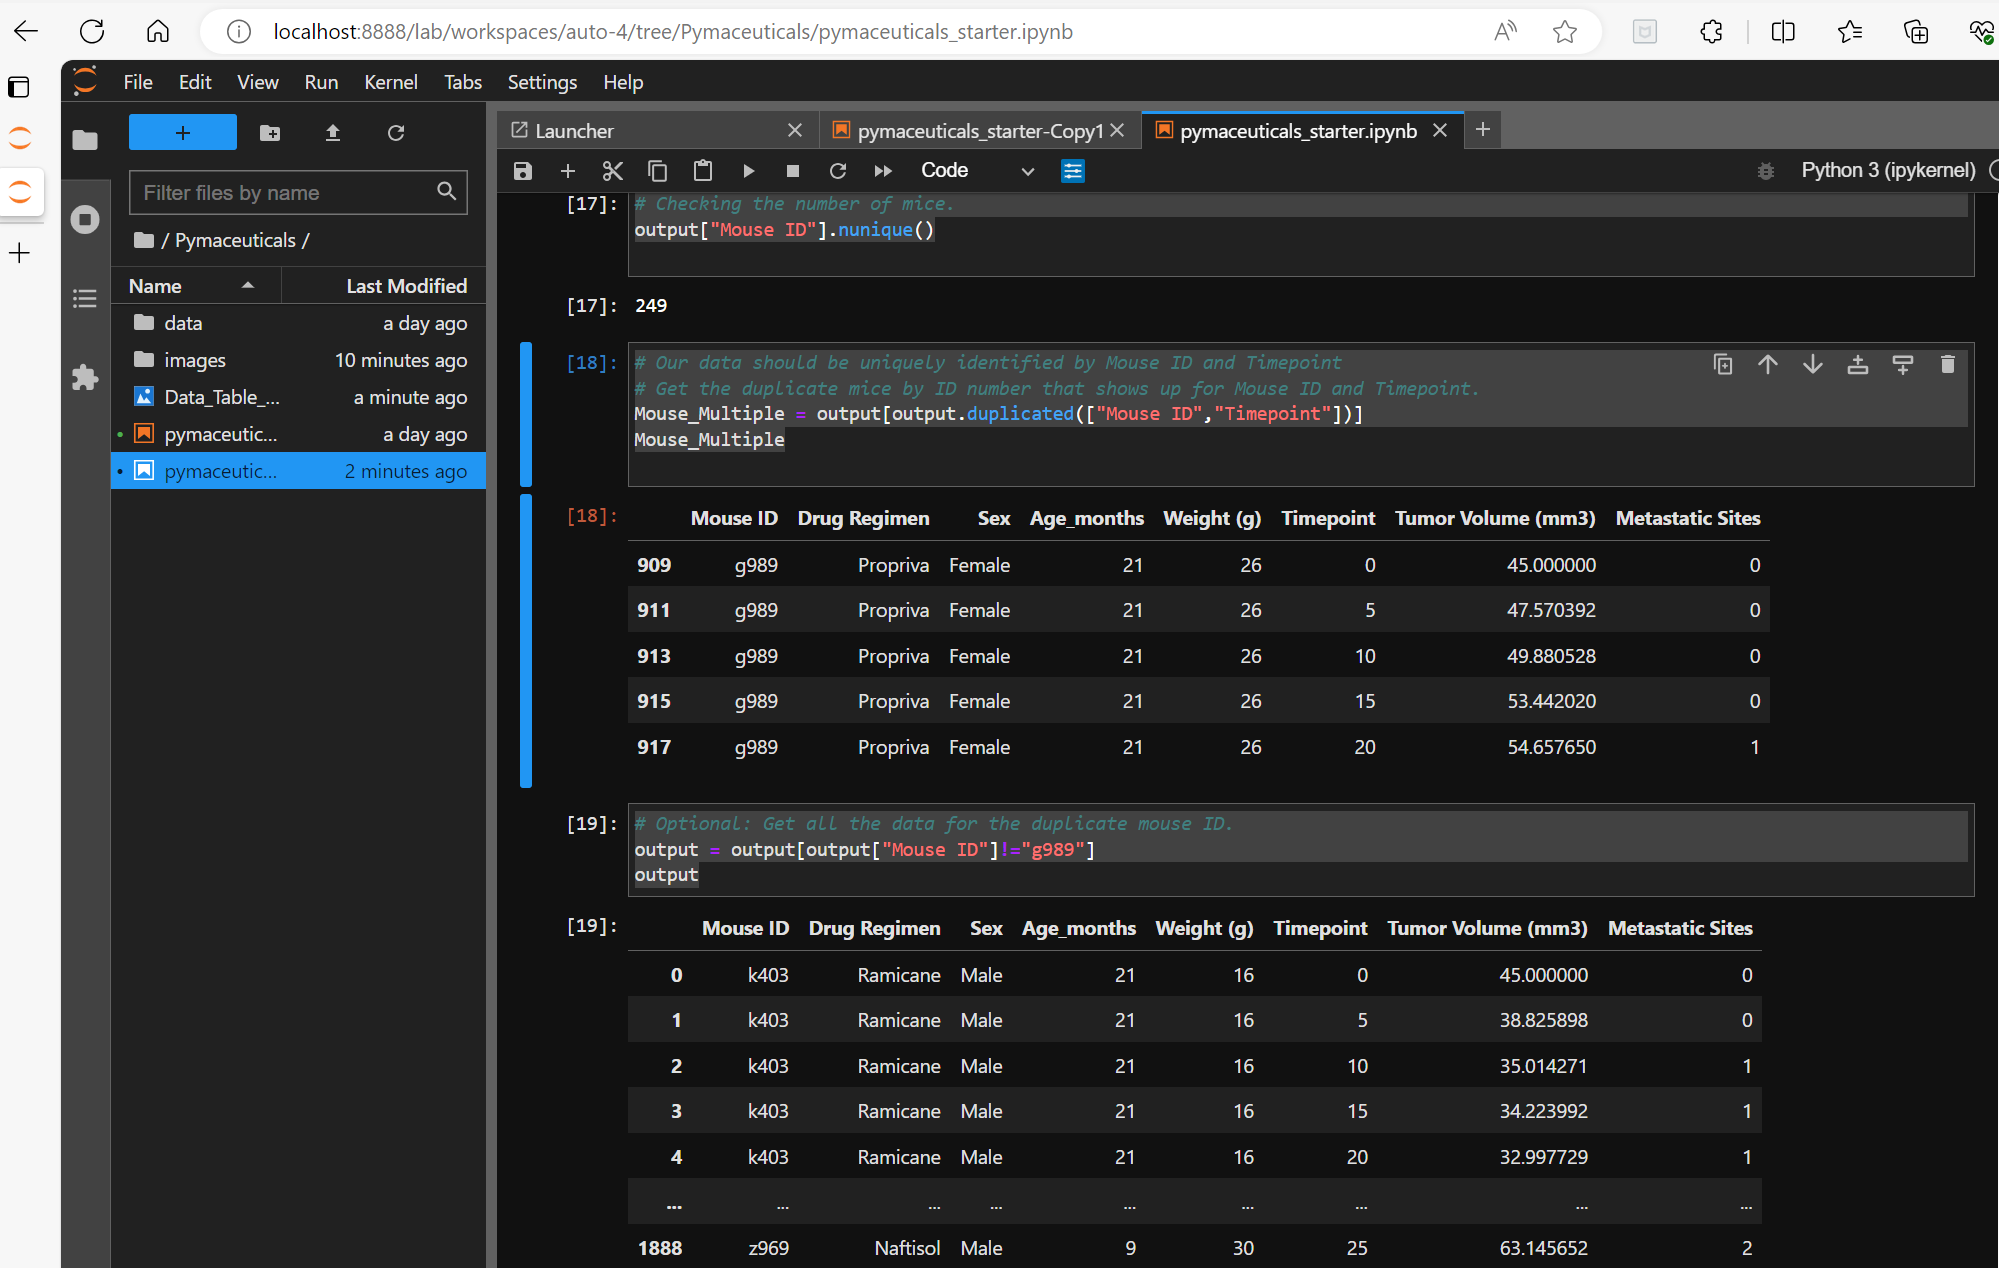 localhost:8888/lab/workspaces/auto-4/tree/Pymaceuticals/pymaceuticals_starter.ipynb
File Edit View Run Kernel Tabs Settings Help
Filter files by name
/ Pymaceuticals /
Name Last Modified
data a day ago
images 10 minutes ago
Data_Table_... a minute ago
pymaceutic... a day ago
pymaceutic... 2 minutes ago
Launcher pymaceuticals_starter-Copy1 pymaceuticals_starter.ipynb
Code Python 3 (ipykernel)
[17]: # Checking the number of mice.
output["Mouse ID"].nunique()
[17]: 249
[18]: # Our data should be uniquely identified by Mouse ID and Timepoint
# Get the duplicate mice by ID number that shows up for Mouse ID and Timepoint.
Mouse_Multiple = output[output.duplicated(["Mouse ID","Timepoint"])]
Mouse_Multiple
[18]: Mouse ID Drug Regimen Sex Age_months Weight (g) Timepoint Tumor Volume (mm3) Metastatic Sites
909 g989 Propriva Female 21 26 0 45.000000 0
911 g989 Propriva Female 21 26 5 47.570392 0
913 g989 Propriva Female 21 26 10 49.880528 0
915 g989 Propriva Female 21 26 15 53.442020 0
917 g989 Propriva Female 21 26 20 54.657650 1
[19]: # Optional: Get all the data for the duplicate mouse ID.
output = output[output["Mouse ID"]!="g989"]
output
[19]: Mouse ID Drug Regimen Sex Age_months Weight (g) Timepoint Tumor Volume (mm3) Metastatic Sites
0 k403 Ramicane Male 21 16 0 45.000000 0
1 k403 Ramicane Male 21 16 5 38.825898 0
2 k403 Ramicane Male 21 16 10 35.014271 1
3 k403 Ramicane Male 21 16 15 34.223992 1
4 k403 Ramicane Male 21 16 20 32.997729 1
... ... ... ... ... ... ... ... ...
1888 z969 Naftisol Male 9 30 25 63.145652 2